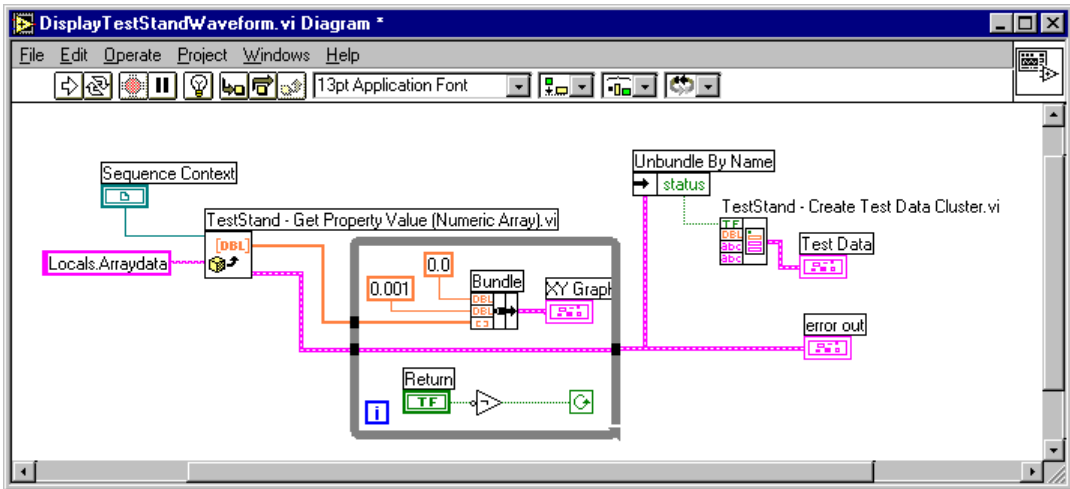 DisplayTestStandWaveform.vi Diagram *
File Edit Operate Project Windows Help
13pt Application Font
Sequence Context
TestStand - Get Property Value (Numeric Array).vi
[DBL]
Locals.Arraydata
0.0
0.001
Bundle
DBL
DBL
XY Graph
Return
TF
i
Unbundle By Name
status
TestStand - Create Test Data Cluster.vi
TF
DBL
abc
abc
Test Data
error out